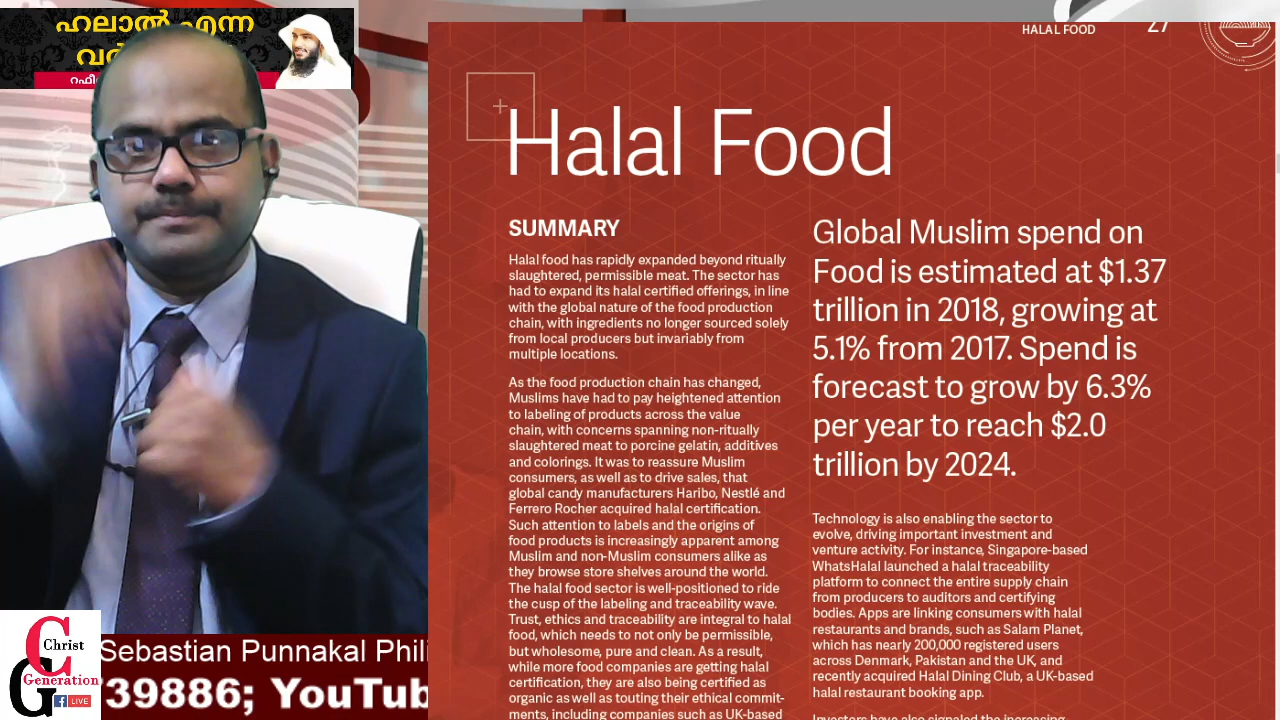 ഹലാൽ എന്ന
HALAL FOOD
27
Halal Food
SUMMARY
Halal food has rapidly expanded beyond ritually
slaughtered, permissible meat. The sector has
had to expand its halal certified offerings, in line
with the global nature of the food production
chain, with ingredients no longer sourced solely
from local producers but invariably from
multiple locations.
As the food production chain has changed,
Muslims have had to pay heightened attention
to labeling of products across the value
chain, with concerns spanning non-ritually
slaughtered meat to porcine gelatin, additives
and colorings. It was to reassure Muslim
consumers, as well as to drive sales, that
global candy manufacturers Haribo, Nestlé and
Ferrero Rocher acquired halal certification.
Such attention to labels and the origins of
food products is increasingly apparent among
Muslim and non-Muslim consumers alike as
they browse store shelves around the world.
The halal food sector is well-positioned to ride
the cusp of the labeling and traceability wave.
Trust, ethics and traceability are integral to halal
food, which needs to not only be permissible,
but wholesome, pure and clean. As a result,
while more food companies are getting halal
certification, they are also being certified as
organic as well as touting their ethical commit-
ments, including companies such as UK-based
Global Muslim spend on
Food is estimated at $1.37
trillion in 2018, growing at
5.1% from 2017. Spend is
forecast to grow by 6.3%
per year to reach $2.0
trillion by 2024.
Technology is also enabling the sector to
evolve, driving important investment and
venture activity. For instance, Singapore-based
WhatsHalal launched a halal traceability
platform to connect the entire supply chain
from producers to auditors and certifying
bodies. Apps are linking consumers with halal
restaurants and brands, such as Salam Planet,
which has nearly 200,000 registered users
across Denmark, Pakistan and the UK, and
recently acquired Halal Dining Club, a UK-based
halal restaurant booking app.
Investors have also signaled the increasing
Christ
Generation
LIVE
Sebastian Punnakal Phili
39886; YouTub